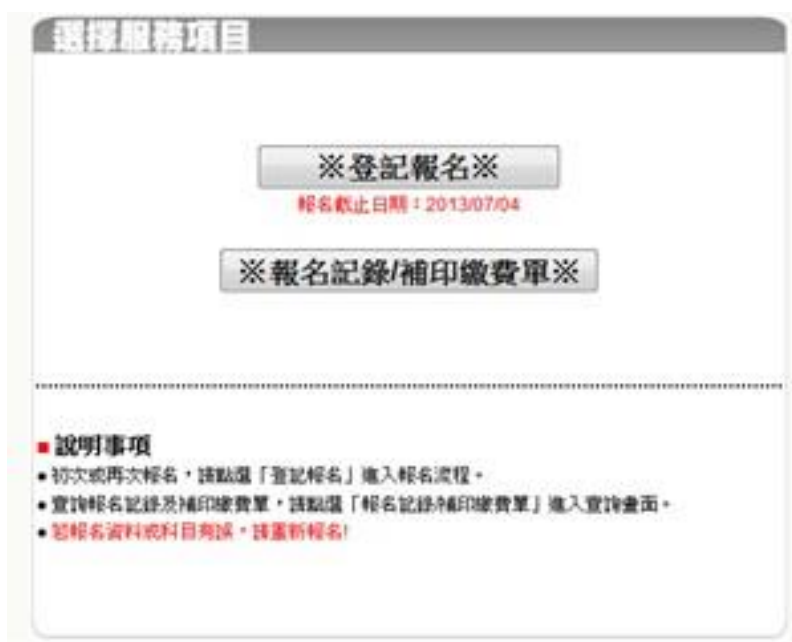 選擇服務項目
※登記報名※
報名截止日期：2013/07/04
※報名記錄/補印繳費單※
■說明事項
●初次或再次報名，請點選「登記報名」進入報名流程。
●查詢報名記錄及補印繳費單，請點選「報名記錄/補印繳費單」進入查詢畫面。
●若報名資料或科目有誤，請重新報名!